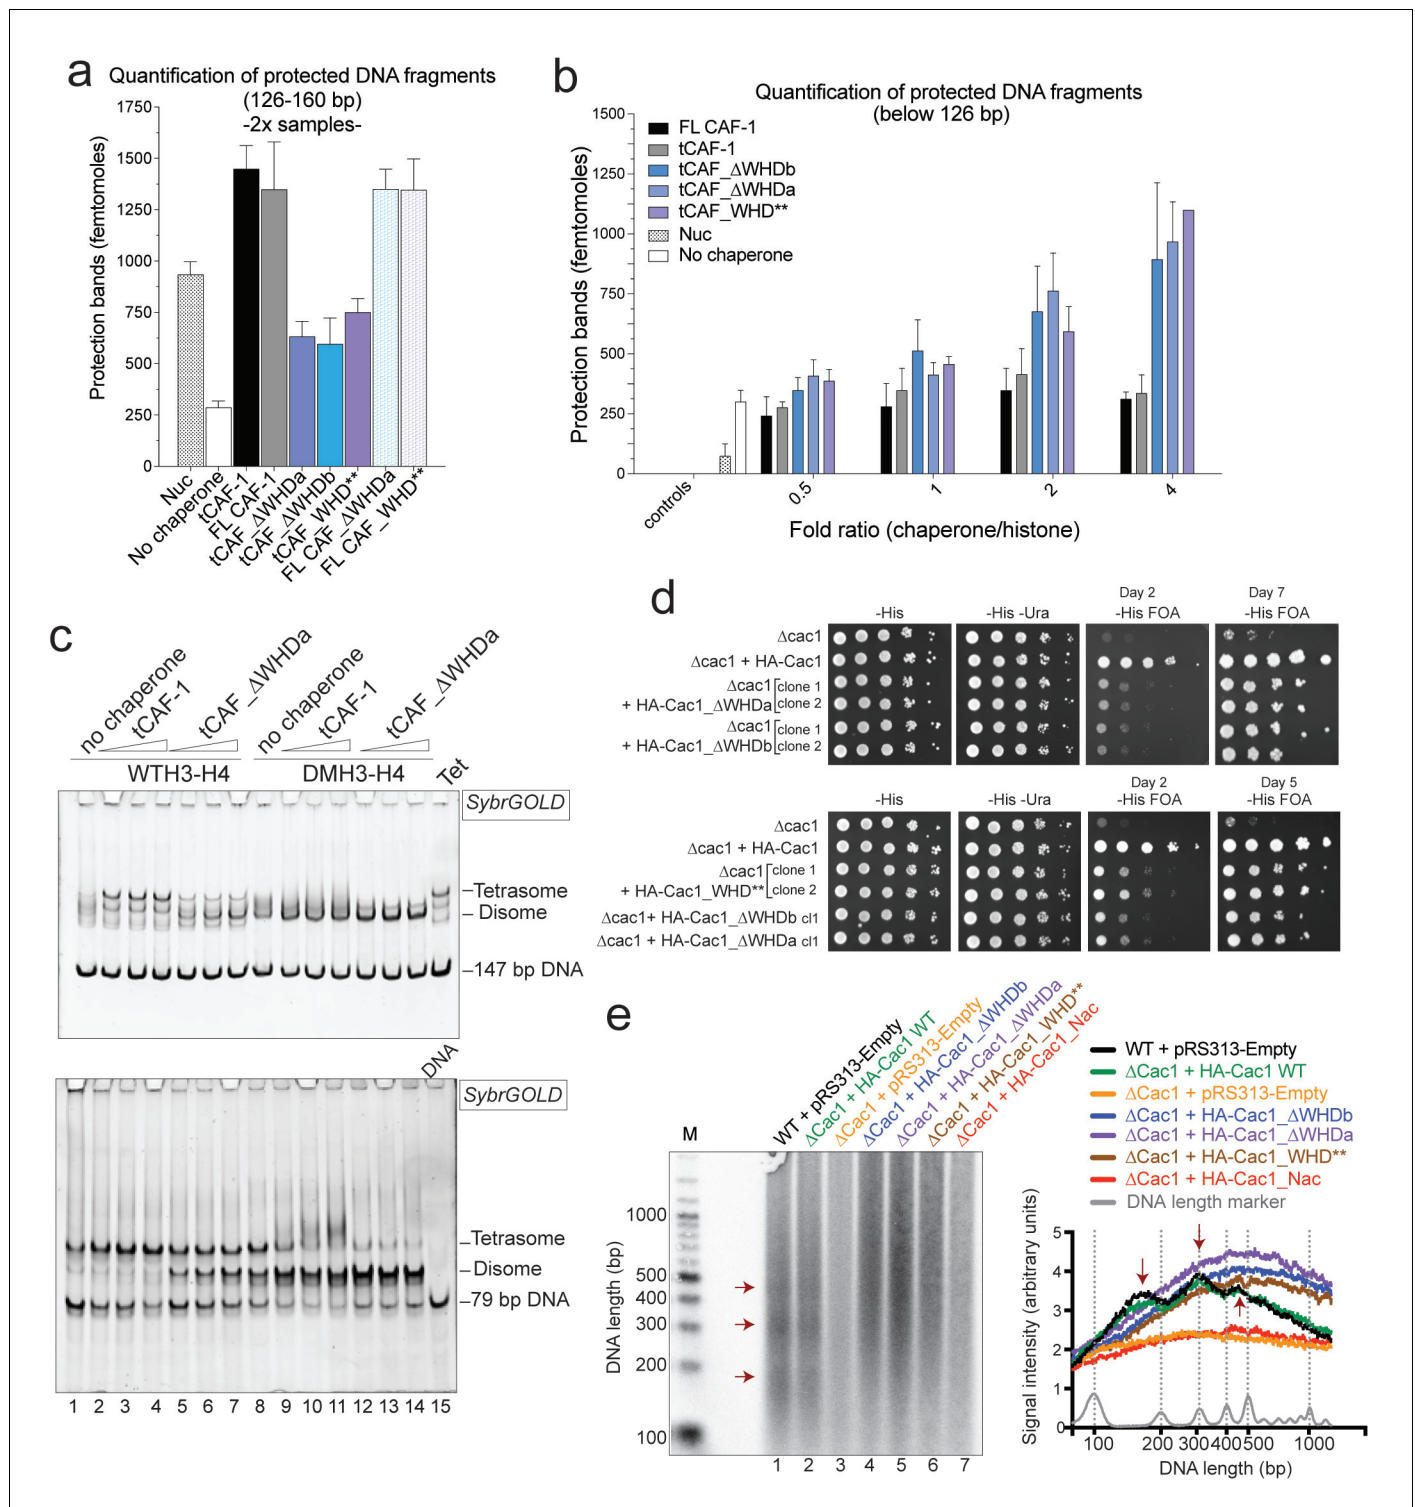 a
Quantification of protected DNA fragments
(126-160 bp)
-2x samples-
Protection bands (femtomoles)
1750
1500
1250
1000
750
500
250
0
Nuc
No chaperone
tCAF-1
FL CAF-1
tCAF_ΔWHDa
tCAF_ΔWHDb
tCAF_WHD**
FL CAF_ΔWHDa
FL CAF_WHD**
b
Quantification of protected DNA fragments
(below 126 bp)
Protection bands (femtomoles)
1500
1250
1000
750
500
250
0
FL CAF-1
tCAF-1
tCAF_ΔWHDb
tCAF_ΔWHDa
tCAF_WHD**
Nuc
No chaperone
controls
0.5
1
2
4
Fold ratio (chaperone/histone)
c
no chaperone
tCAF-1
tCAF_ΔWHDa
no chaperone
tCAF-1
tCAF_ΔWHDa
Tet
WTH3-H4
DMH3-H4
SybrGOLD
–Tetrasome
–Disome
–147 bp DNA
DNA
SybrGOLD
–Tetrasome
–Disome
–79 bp DNA
1 2 3 4 5 6 7 8 9 10 11 12 13 14 15
d
-His
-His -Ura
Day 2
-His FOA
Day 7
-His FOA
Δcac1
Δcac1 + HA-Cac1
Δcac1 clone 1
+ HA-Cac1_ΔWHDa clone 2
Δcac1 clone 1
+ HA-Cac1_ΔWHDb clone 2
-His
-His -Ura
Day 2
-His FOA
Day 5
-His FOA
Δcac1
Δcac1 + HA-Cac1
Δcac1 clone 1
+ HA-Cac1_WHD** clone 2
Δcac1+ HA-Cac1_ΔWHDb cl1
Δcac1 + HA-Cac1_ΔWHDa cl1
e
M
WT + pRS313-Empty
ΔCac1 + HA-Cac1 WT
ΔCac1 + pRS313-Empty
ΔCac1 + HA-Cac1_ΔWHDb
ΔCac1 + HA-Cac1_ΔWHDa
ΔCac1 + HA-Cac1_WHD**
ΔCac1 + HA-Cac1_Nac
DNA length (bp)
1000
500
400
300
200
100
1 2 3 4 5 6 7
WT + pRS313-Empty
ΔCac1 + HA-Cac1 WT
ΔCac1 + pRS313-Empty
ΔCac1 + HA-Cac1_ΔWHDb
ΔCac1 + HA-Cac1_ΔWHDa
ΔCac1 + HA-Cac1_WHD**
ΔCac1 + HA-Cac1_Nac
DNA length marker
Signal intensity (arbitrary units)
5
4
3
2
1
0
100 200 300 400 500 1000
DNA length (bp)